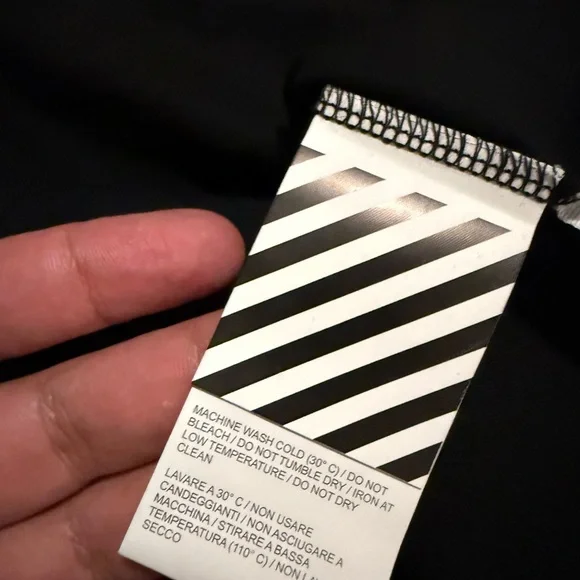 MACHINE WASH COLD (30° C) / DO NOT
BLEACH / DO NOT TUMBLE DRY / IRON AT
LOW TEMPERATURE / DO NOT DRY
CLEAN
LAVARE A 30° C / NON USARE
CANDEGGIANTI / NON ASCIUGARE A
MACCHINA / STIRARE A BASSA
TEMPERATURA (110° C) / NON
SECCO